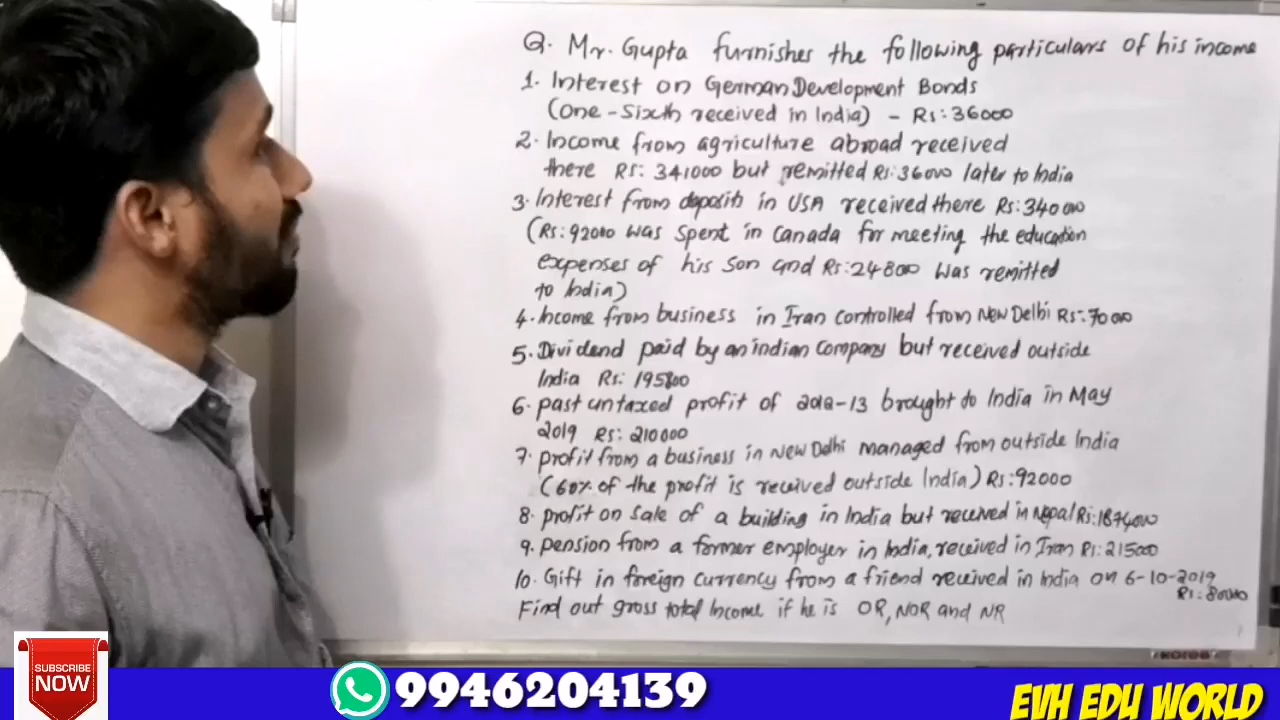 Q. Mr. Gupta furnishes the following particulars of his income
1. Interest on German Development Bonds
(One-Sixth received in India) - Rs: 36000
2. Income from agriculture abroad received
there Rs: 341000 but remitted Rs: 36000 later to India
3. Interest from deposits in USA received there Rs: 34000
(Rs: 92000 was spent in Canada for meeting the education
expenses of his son and Rs: 24800 was remitted
to India)
4. Income from business in Iran controlled from New Delhi Rs: 7000
5. Dividend paid by an indian Company but received outside
India Rs: 195800
6. past untaxed profit of 2012-13 brought to India in May
2019 Rs: 210000
7. profit from a business in New Delhi managed from outside India
(60% of the profit is received outside India) Rs: 92000
8. profit on sale of a building in India but received in Nepal Rs:
9. pension from a former employer in India, received in Iran Rs: 215000
10. Gift in foreign currency from a friend received in India on 6-10-2019
Rs:
Find out gross total Income if he is OR, NOR and NR
KORES
SUBSCRIBE
NOW
9946204139
EVH EDU WORLD